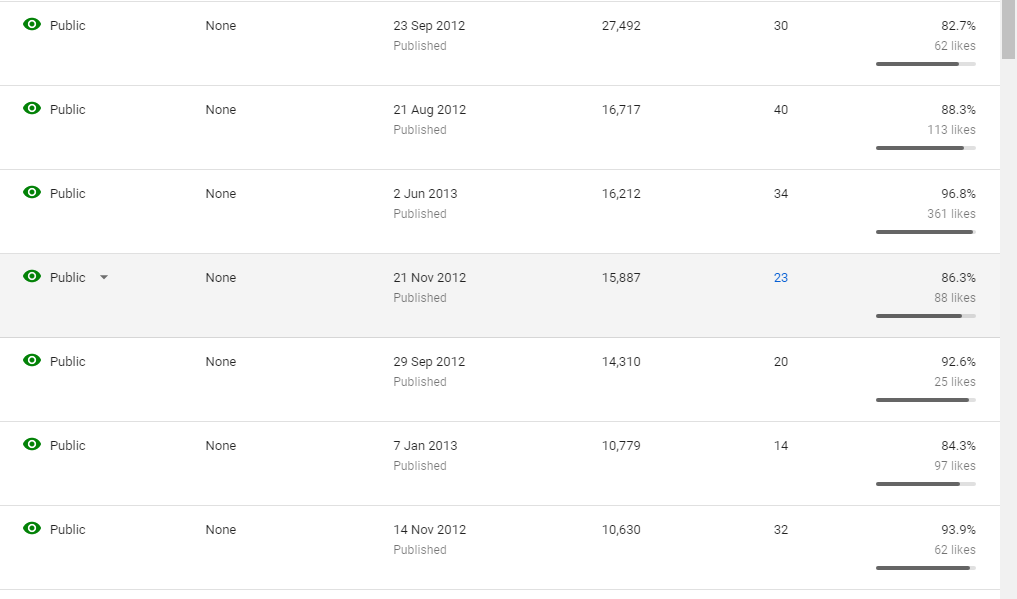 Public None 23 Sep 2012 27,492 30 82.7%
Published 62 likes
Public None 21 Aug 2012 16,717 40 88.3%
Published 113 likes
Public None 2 Jun 2013 16,212 34 96.8%
Published 361 likes
Public None 21 Nov 2012 15,887 23 86.3%
Published 88 likes
Public None 29 Sep 2012 14,310 20 92.6%
Published 25 likes
Public None 7 Jan 2013 10,779 14 84.3%
Published 97 likes
Public None 14 Nov 2012 10,630 32 93.9%
Published 62 likes